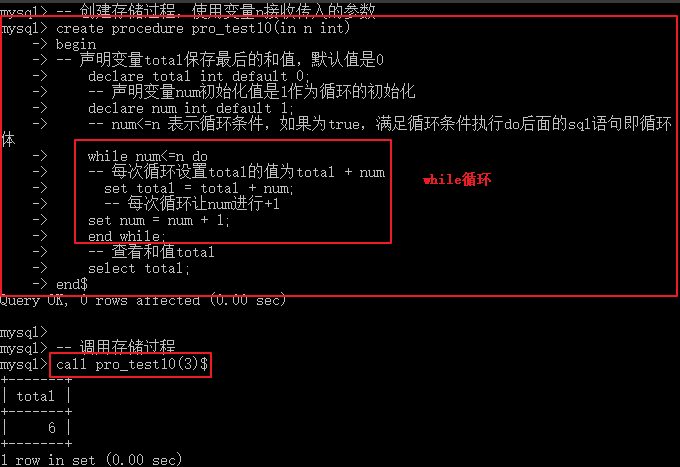 mysql> -- 创建存储过程，使用变量n接收传入的参数
mysql> create procedure pro_test10(in n int)
    -> begin
    -> -- 声明变量total保存最后的和值，默认值是0
    ->     declare total int default 0;
    ->     -- 声明变量num初始化值是1作为循环的初始化
    ->     declare num int default 1;
    ->     -- num<=n 表示循环条件，如果为true，满足循环条件执行do后面的sql语句即循环
体
    ->     while num<=n do
    ->     -- 每次循环设置total的值为total + num
    ->       set total = total + num;
    ->       -- 每次循环让num进行+1
    ->     set num = num + 1;
    ->     end while;
    ->     -- 查看和值total
    ->     select total;
    -> end$
while循环
Query OK, 0 rows affected (0.00 sec)
mysql>
mysql> -- 调用存储过程
mysql> call pro_test10(3)$
+-------+
| total |
+-------+
|     6 |
+-------+
1 row in set (0.00 sec)